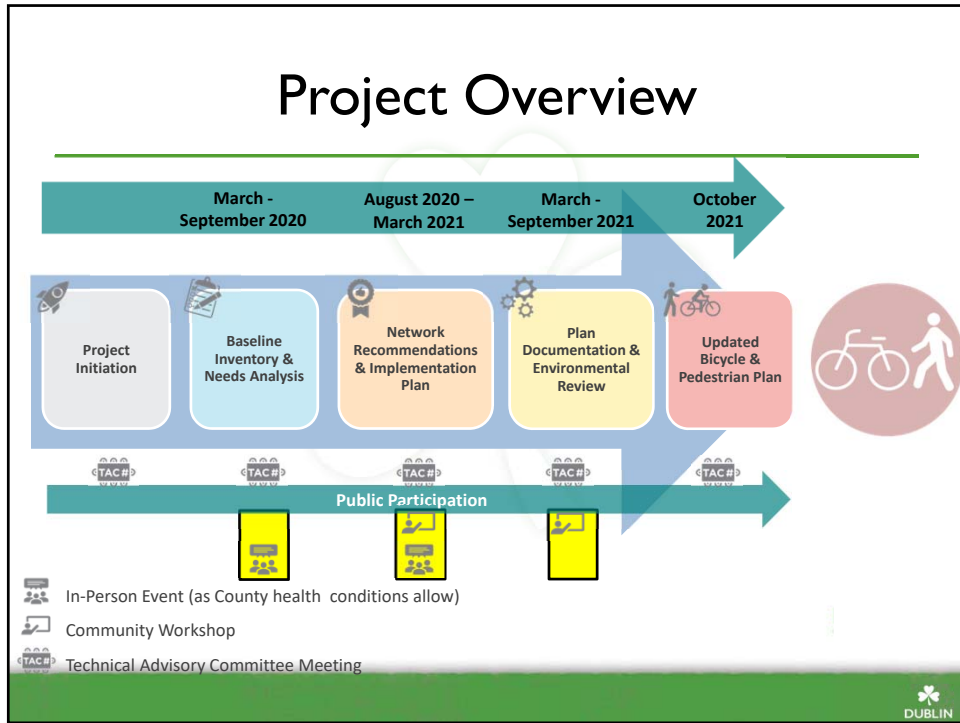 Project Overview
March -
September 2020
August 2020 –
March 2021
March -
September 2021
October
2021
Project
Initiation
Baseline
Inventory &
Needs Analysis
Network
Recommendations
& Implementation
Plan
Plan
Documentation &
Environmental
Review
Updated
Bicycle &
Pedestrian Plan
TAC#
TAC#
TAC#
TAC#
TAC#
Public Participation
In-Person Event (as County health conditions allow)
Community Workshop
TAC#
Technical Advisory Committee Meeting
DUBLIN